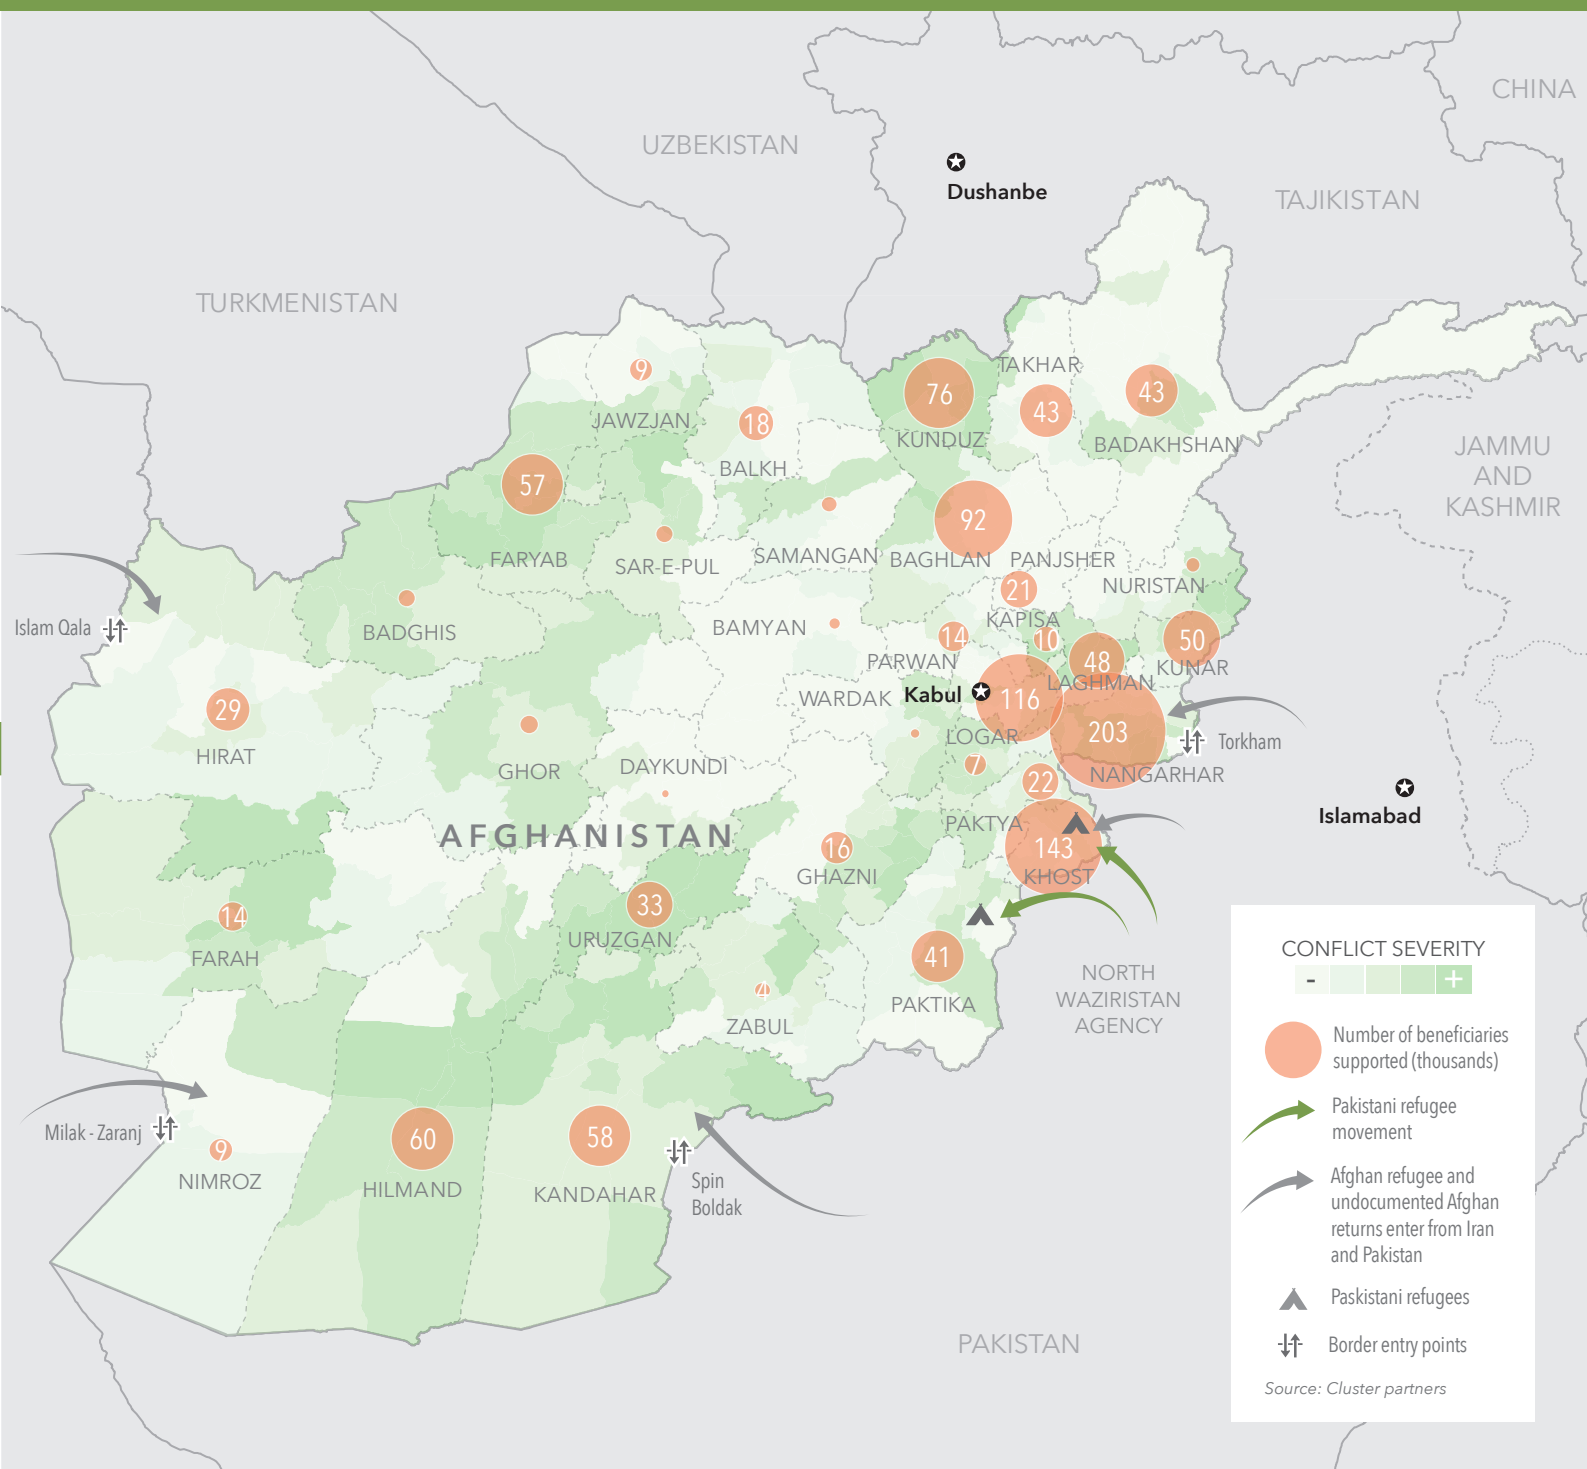 CHINA
UZBEKISTAN
Dushanbe
TAJIKISTAN
TURKMENISTAN
TAKHAR
9
76
43
43
JAWZJAN
18
KUNDUZ
BADAKHSHAN
JAMMU
AND
KASHMIR
BALKH
57
92
FARYAB
SAR-E-PUL
SAMANGAN
BAGHLAN
PANJSHER
NURISTAN
21
Islam Qala
BADGHIS
BAMYAN
KAPISA
14
10
50
PARWAN
48
KUNAR
LAGHMAN
WARDAK
Kabul
116
29
HIRAT
LOGAR
203
Torkham
GHOR
DAYKUNDI
7
22
NANGARHAR
Islamabad
AFGHANISTAN
PAKTYA
16
143
GHAZNI
KHOST
14
33
FARAH
URUZGAN
41
4
PAKTIKA
ZABUL
NORTH
WAZIRISTAN
AGENCY
Milak - Zaranj
9
60
58
NIMROZ
HILMAND
KANDAHAR
Spin
Boldak
PAKISTAN
CONFLICT SEVERITY
- +
Number of beneficiaries
supported (thousands)
Pakistani refugee
movement
Afghan refugee and
undocumented Afghan
returns enter from Iran
and Pakistan
Paskistani refugees
Border entry points
Source: Cluster partners